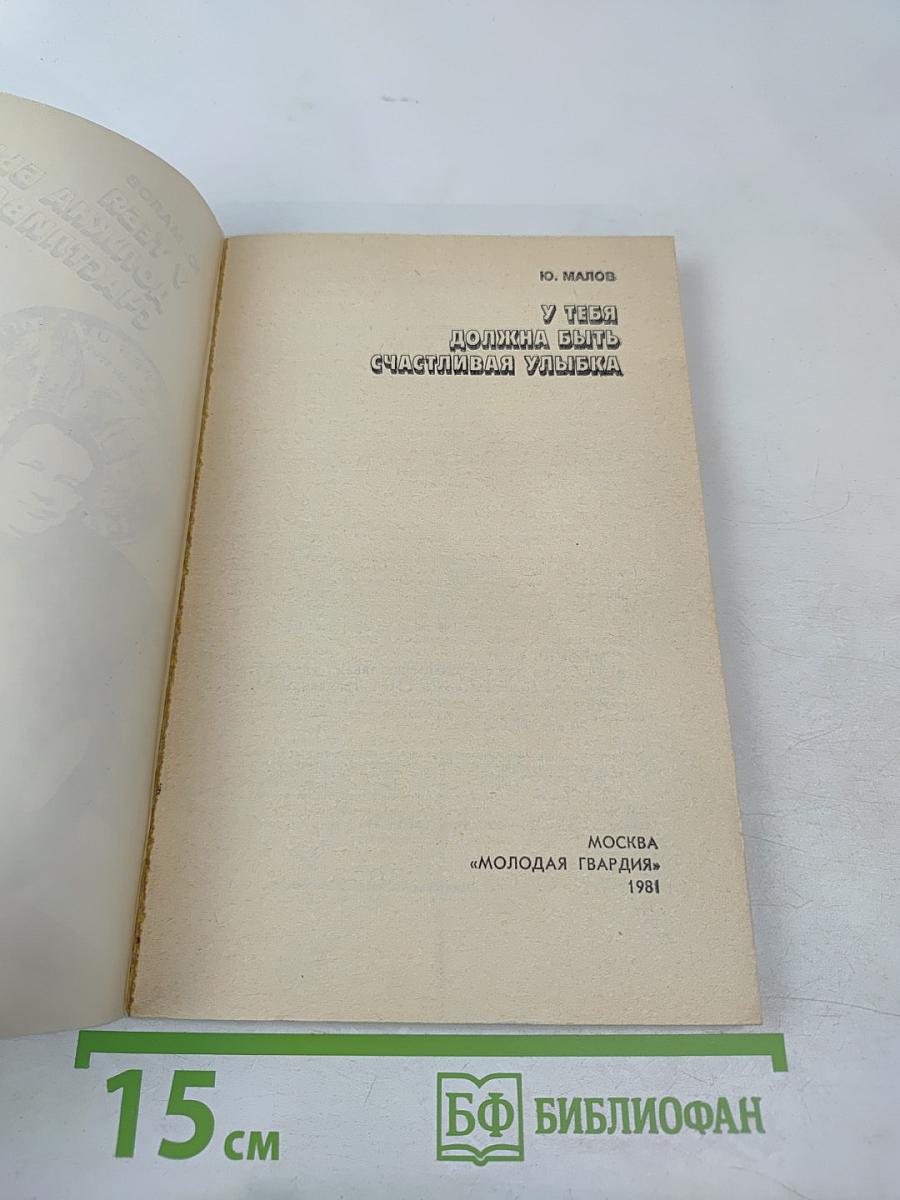 Ю. МАЛОВ
У ТЕБЯ
ДОЛЖНА БЫТЬ
СЧАСТЛИВАЯ УЛЫБКА
МОСКВА
«МОЛОДАЯ ГВАРДИЯ»
1981
15 см
БФ БИБЛИОФАН